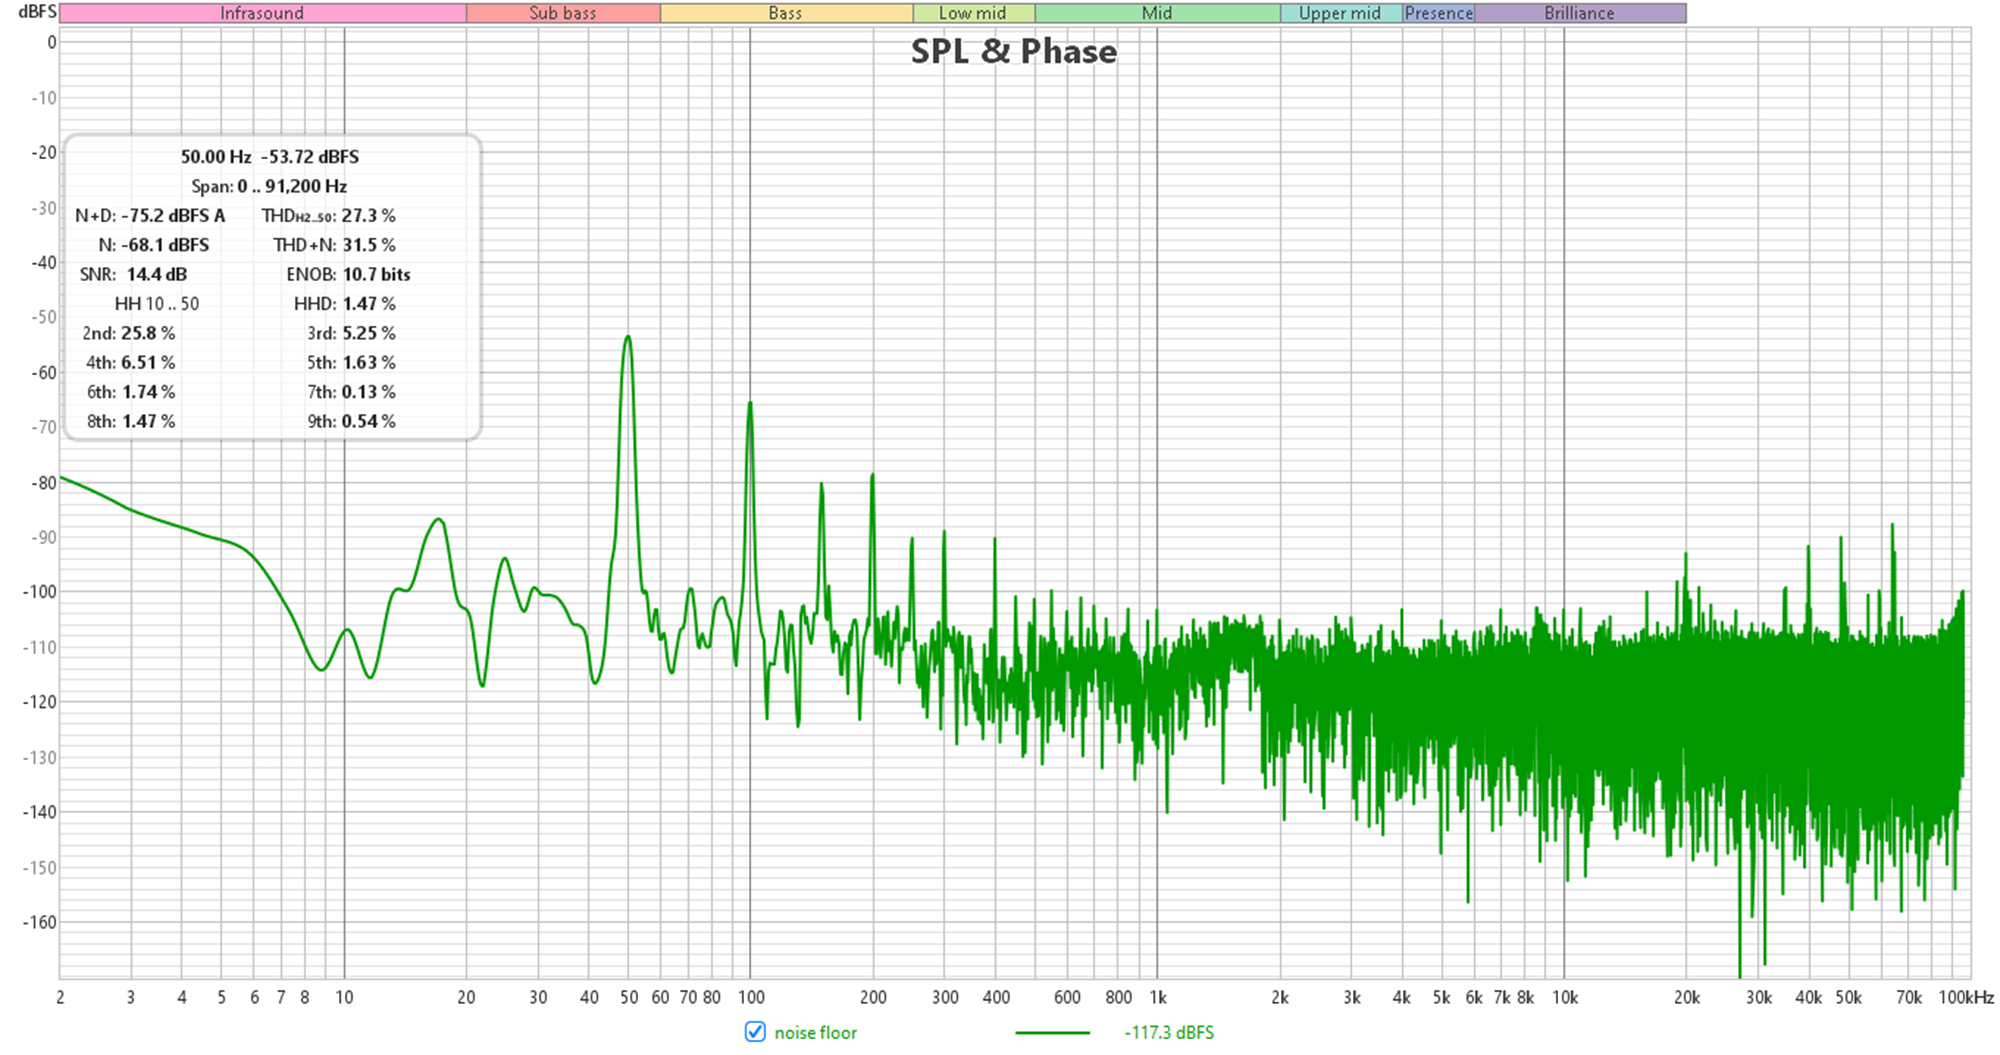 dBFS Infrasound Sub bass Bass Low mid Mid Upper mid Presence Brilliance
SPL & Phase
0
-10
-20
-30
-40
-50
-60
-70
-80
-90
-100
-110
-120
-130
-140
-150
-160
50.00 Hz -53.72 dBFS
Span: 0 .. 91,200 Hz
N+D: -75.2 dBFS A THDH2..50: 27.3 %
N: -68.1 dBFS THD+N: 31.5 %
SNR: 14.4 dB ENOB: 10.7 bits
HH 10 .. 50 HHD: 1.47 %
2nd: 25.8 % 3rd: 5.25 %
4th: 6.51 % 5th: 1.63 %
6th: 1.74 % 7th: 0.13 %
8th: 1.47 % 9th: 0.54 %
2 3 4 5 6 7 8 10 20 30 40 50 60 70 80 100 200 300 400 600 800 1k 2k 3k 4k 5k 6k 7k 8k 10k 20k 30k 40k 50k 70k 100kHz
noise floor -117.3 dBFS